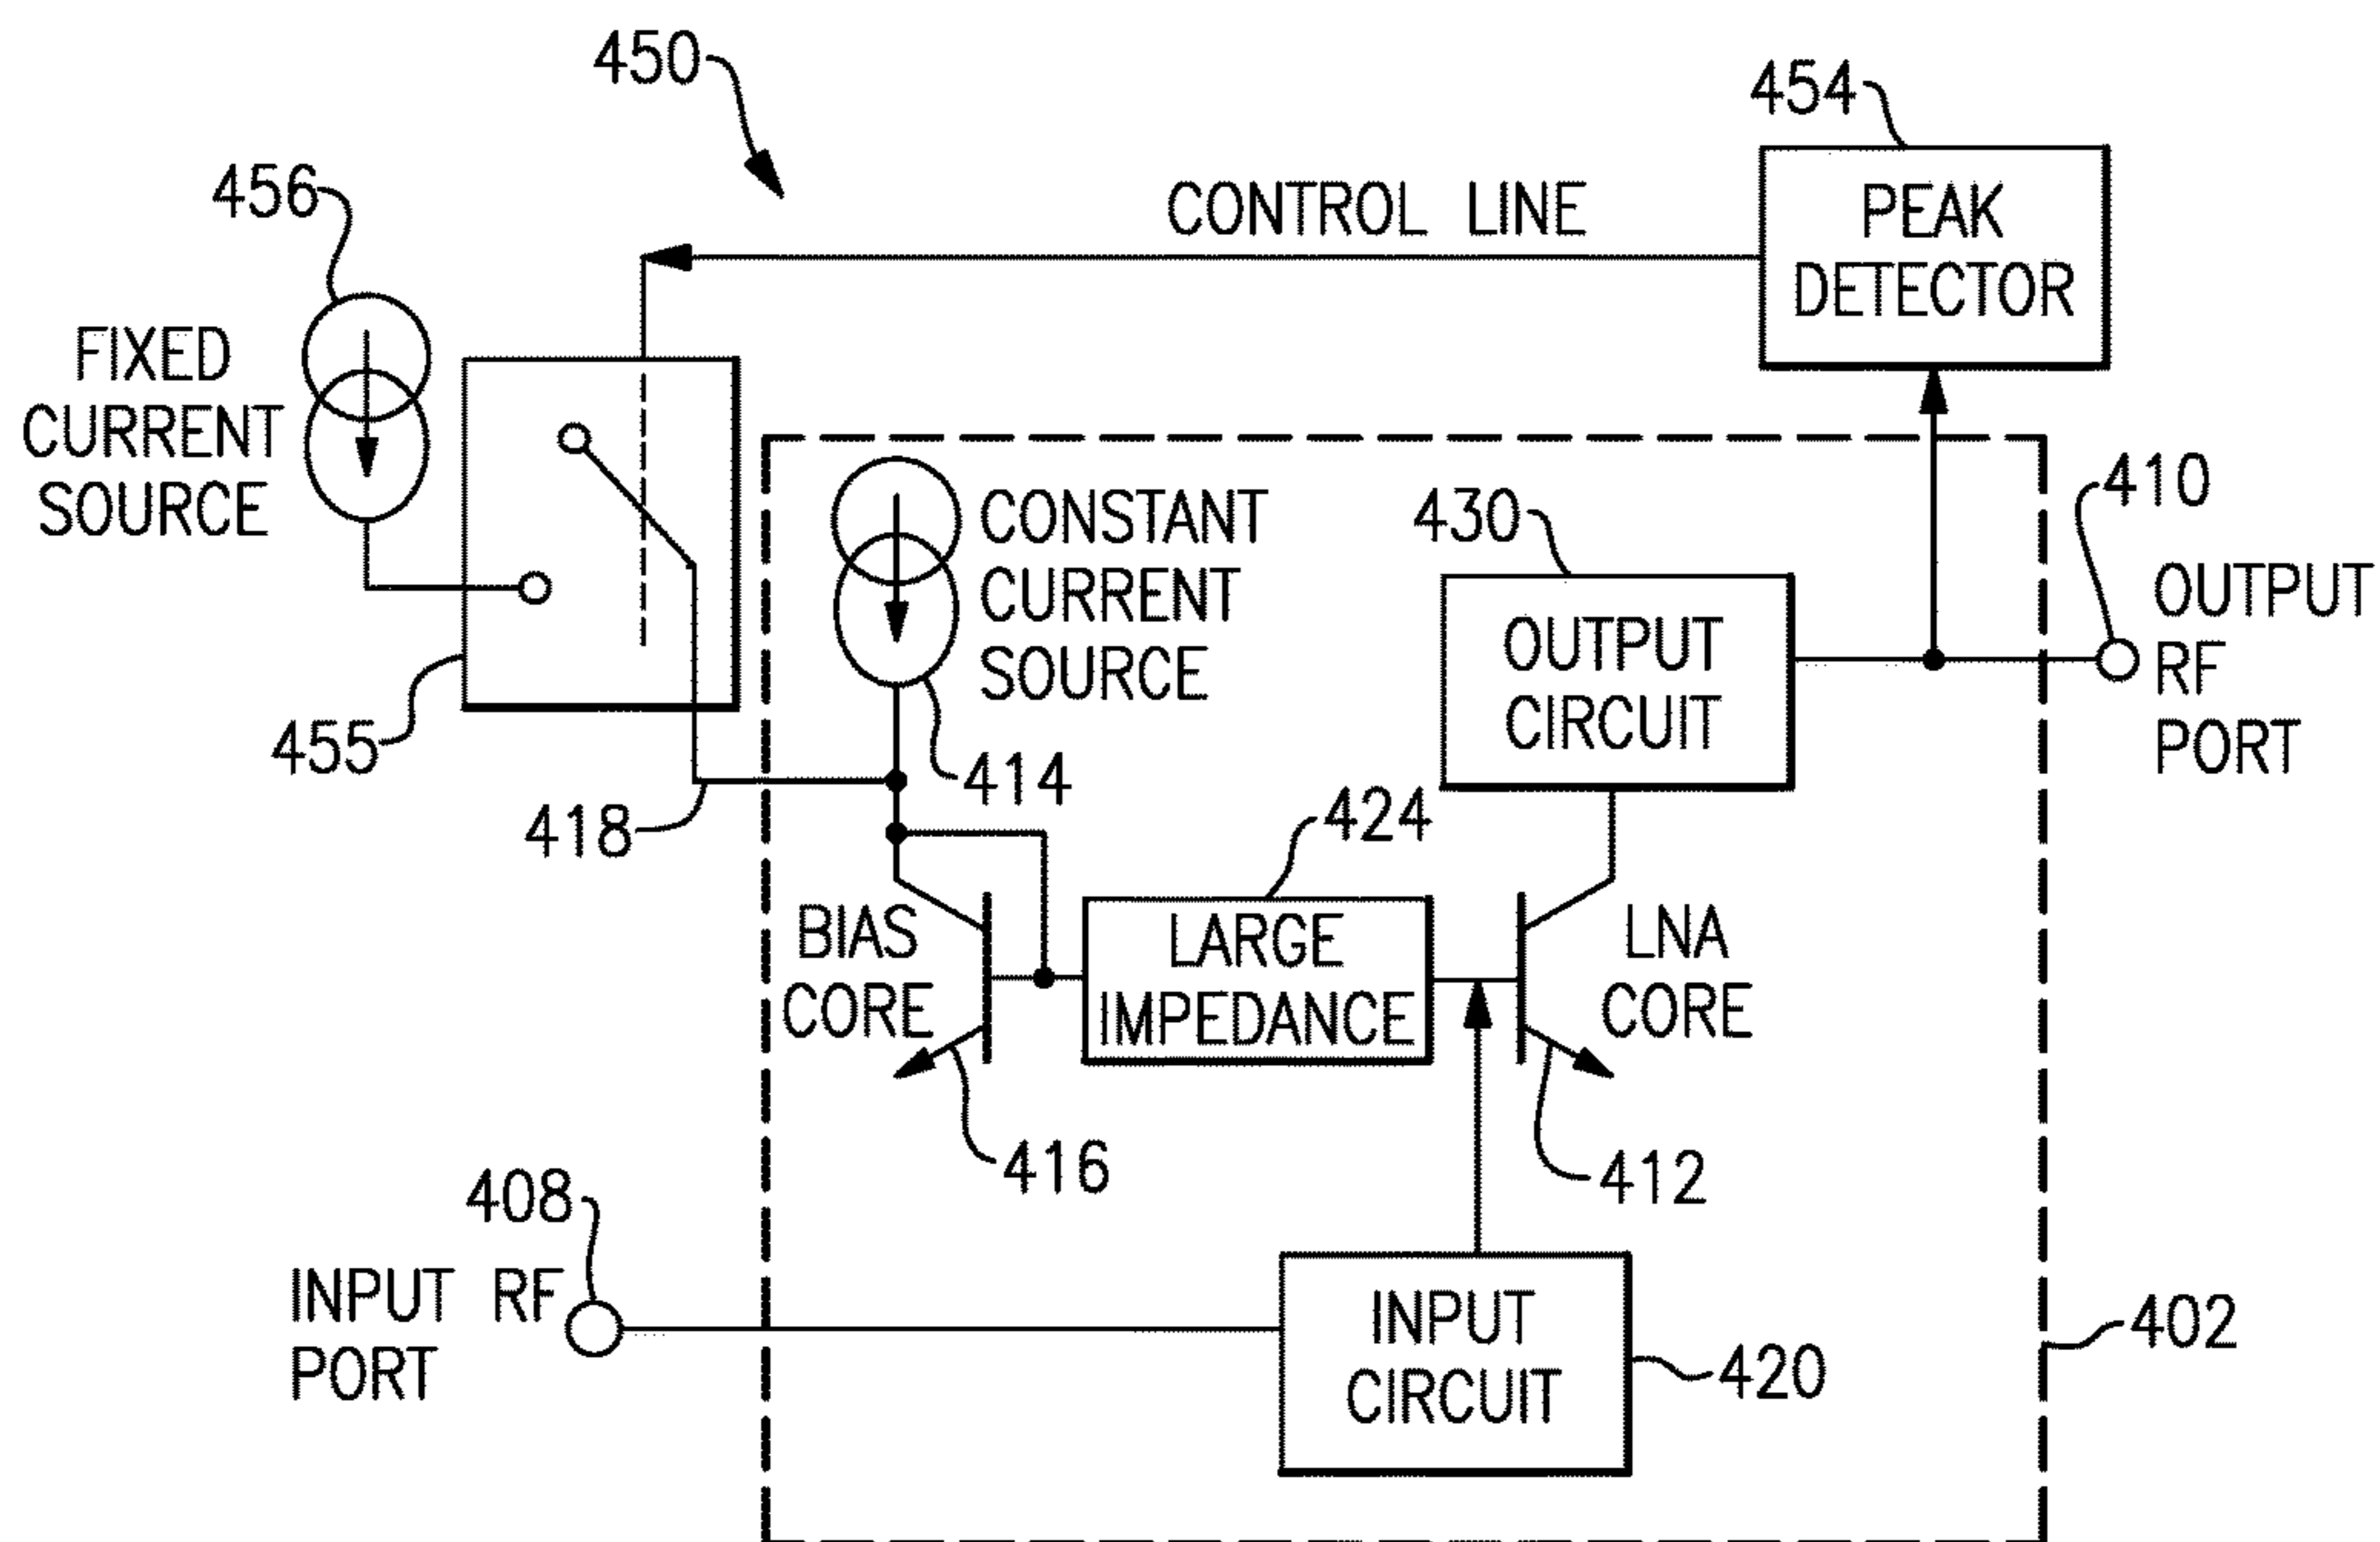 450
454
PEAK
DETECTOR
CONTROL LINE
456
FIXED
CURRENT
SOURCE
455
418
CONSTANT
CURRENT
SOURCE
414
430
OUTPUT
CIRCUIT
410
OUTPUT
RF
PORT
424
BIAS
CORE
LARGE
IMPEDANCE
LNA
CORE
416
412
408
INPUT RF
PORT
INPUT
CIRCUIT
420
402